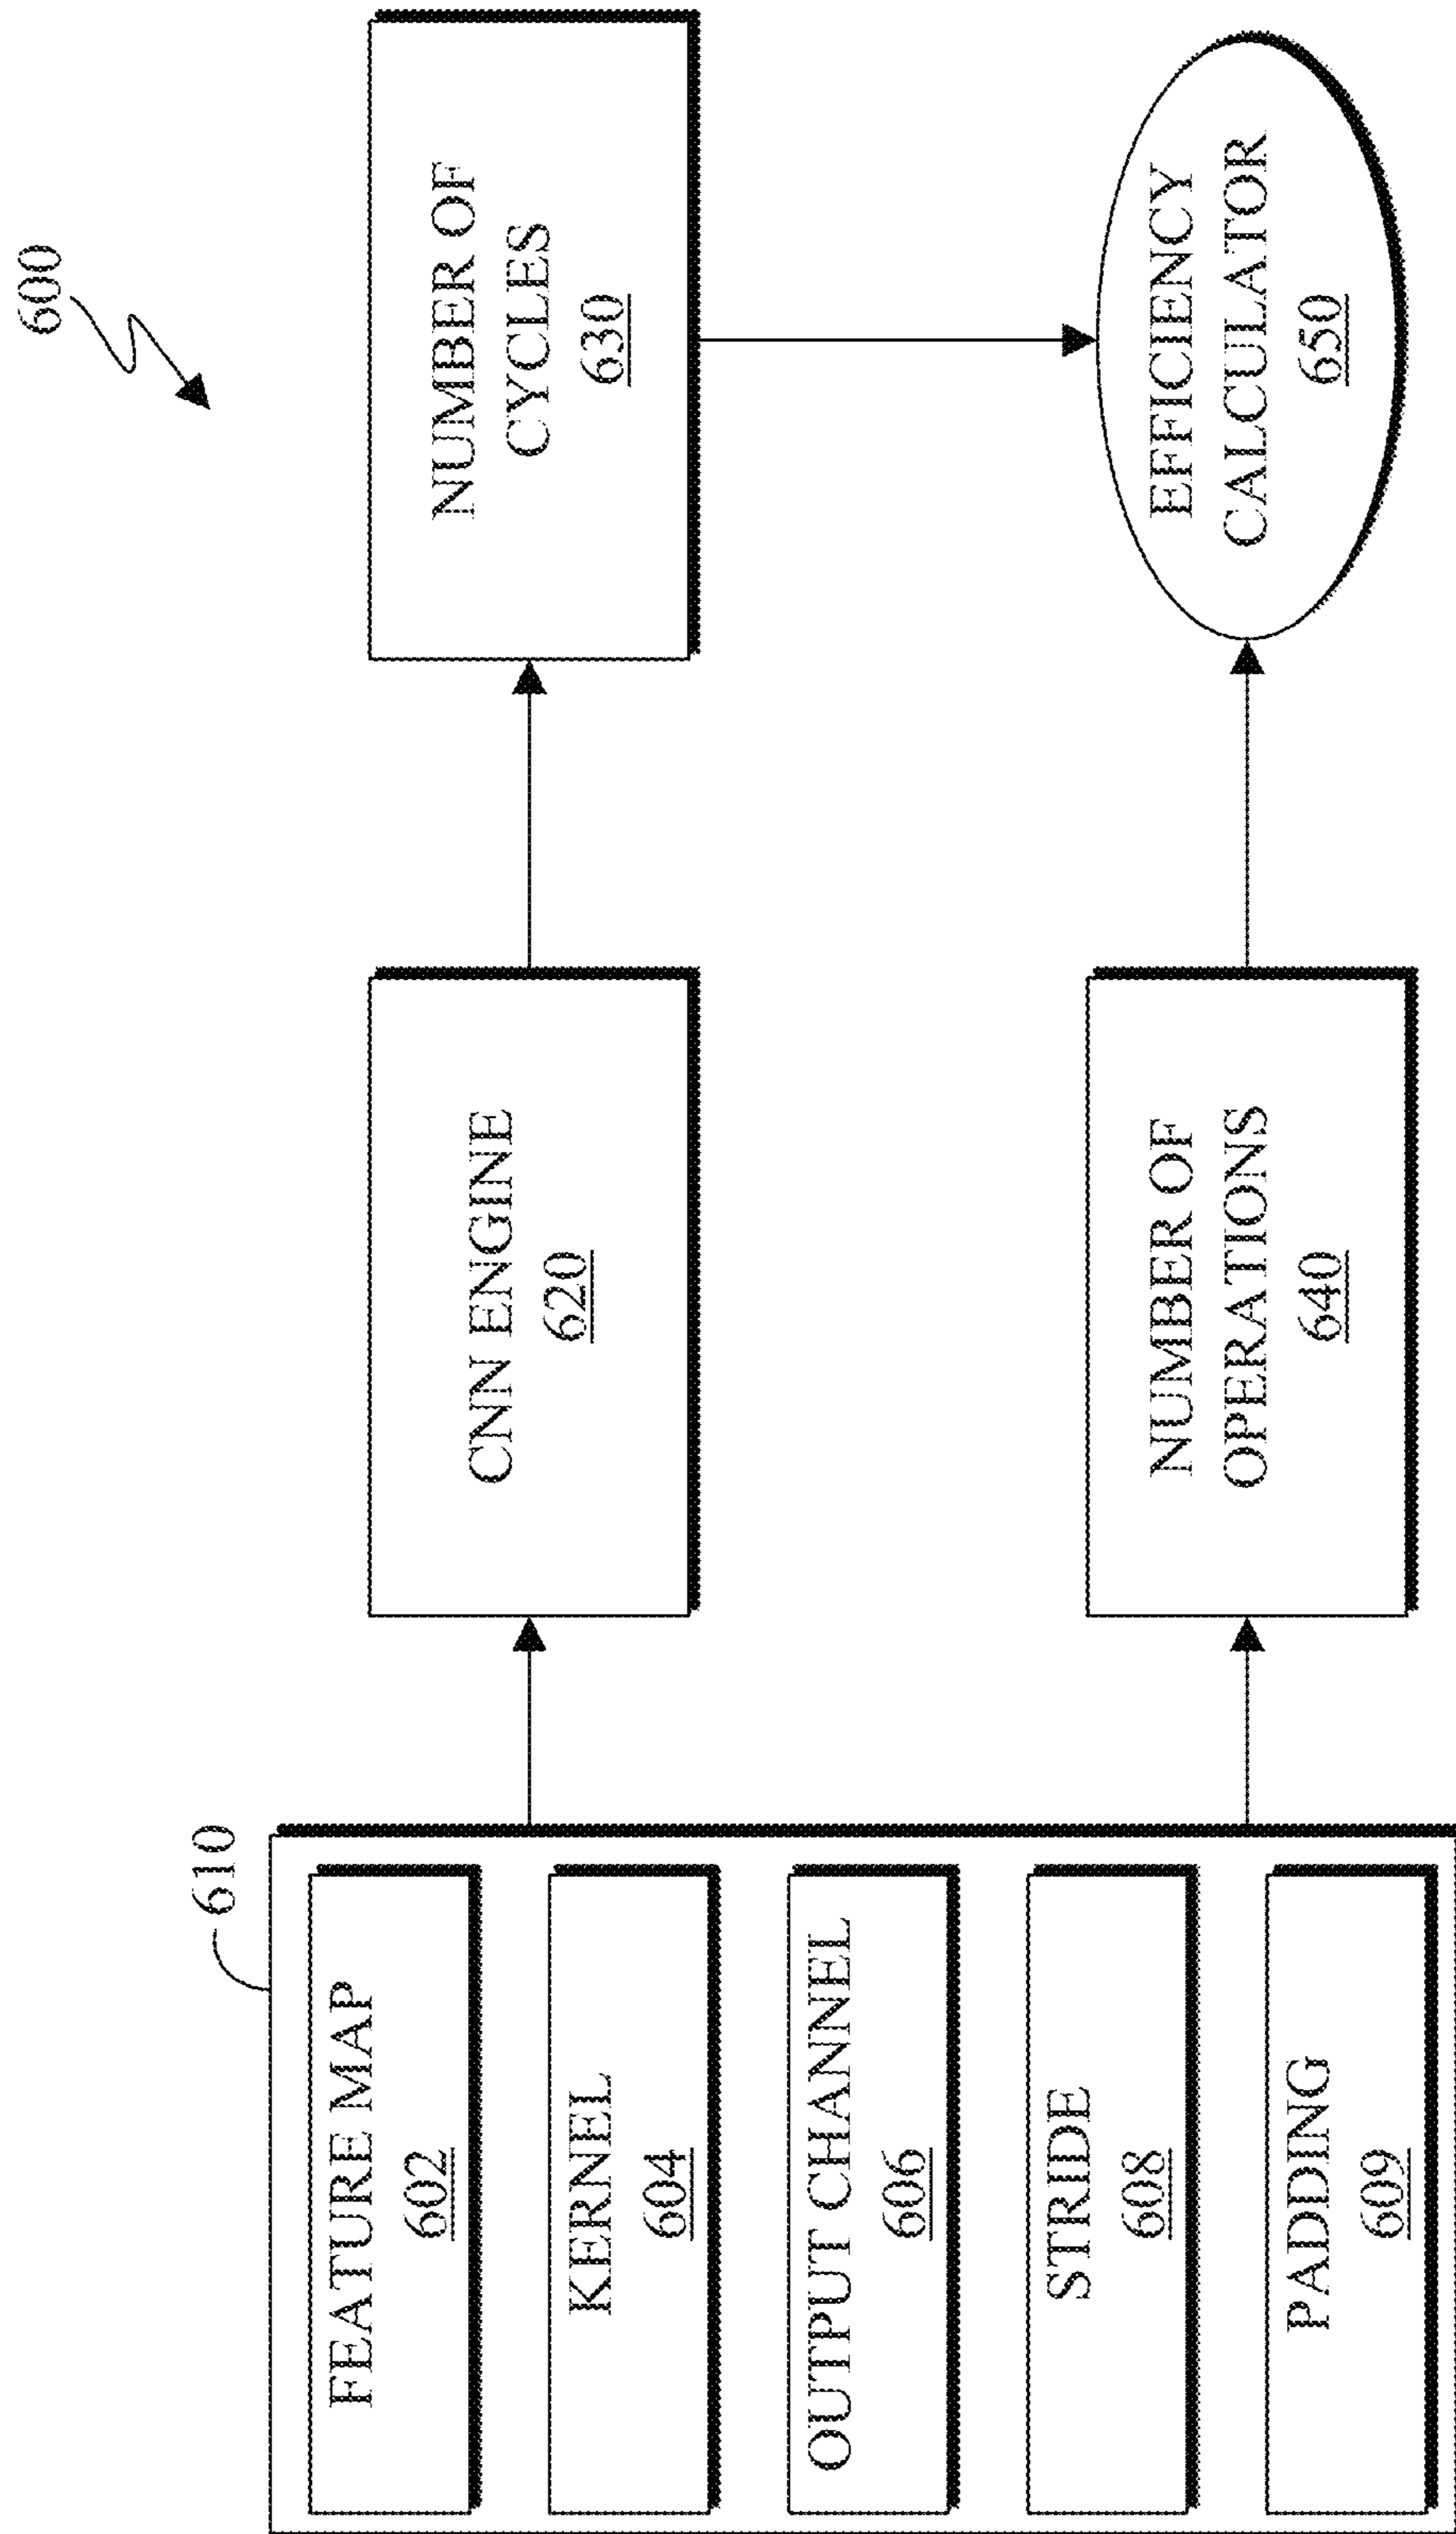 600
610
FEATURE MAP
602
KERNEL
604
OUTPUT CHANNEL
606
STRIDE
608
PADDING
609
CNN ENGINE
620
NUMBER OF
CYCLES
630
NUMBER OF
OPERATIONS
640
EFFICIENCY
CALCULATOR
650